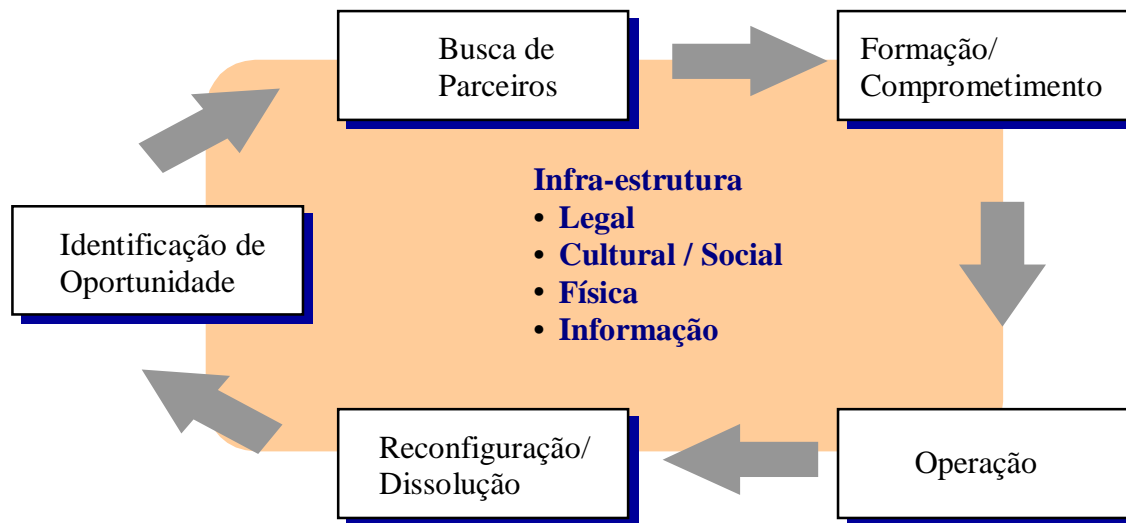 Busca de
Parceiros
Formação/
Comprometimento
Infra-estrutura
• Legal
• Cultural / Social
• Física
• Informação
Identificação de
Oportunidade
Reconfiguração/
Dissolução
Operação